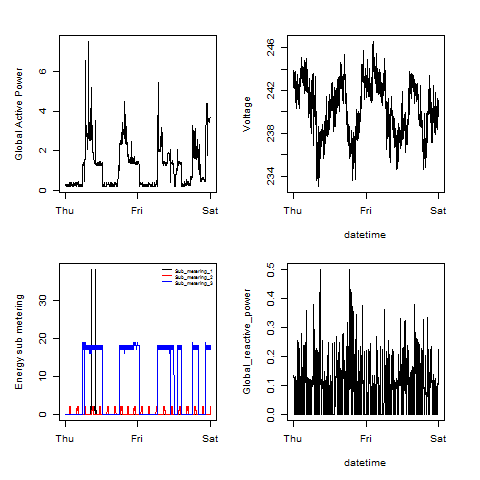 Global Active Power
6
4
2
0
Thu Fri Sat
Voltage
246
242
238
234
Thu Fri Sat
datetime
Energy sub metering
30
20
10
0
Sub_metering_1
Sub_metering_2
Sub_metering_3
Thu Fri Sat
Global_reactive_power
0.5
0.4
0.3
0.2
0.1
0.0
Thu Fri Sat
datetime